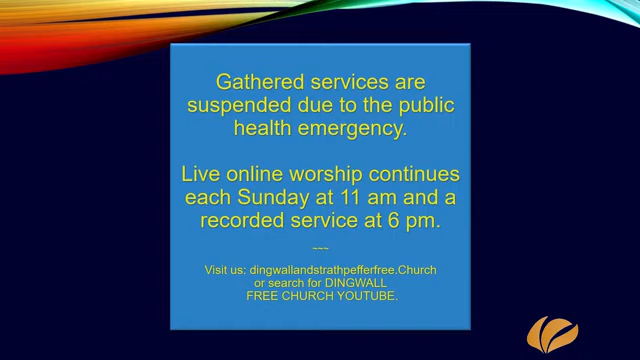 Gathered services are
suspended due to the public
health emergency.
Live online worship continues
each Sunday at 11 am and a
recorded service at 6 pm.
~~~
Visit us: dingwallandstrathpefferfree.Church
or search for DINGWALL
FREE CHURCH YOUTUBE.